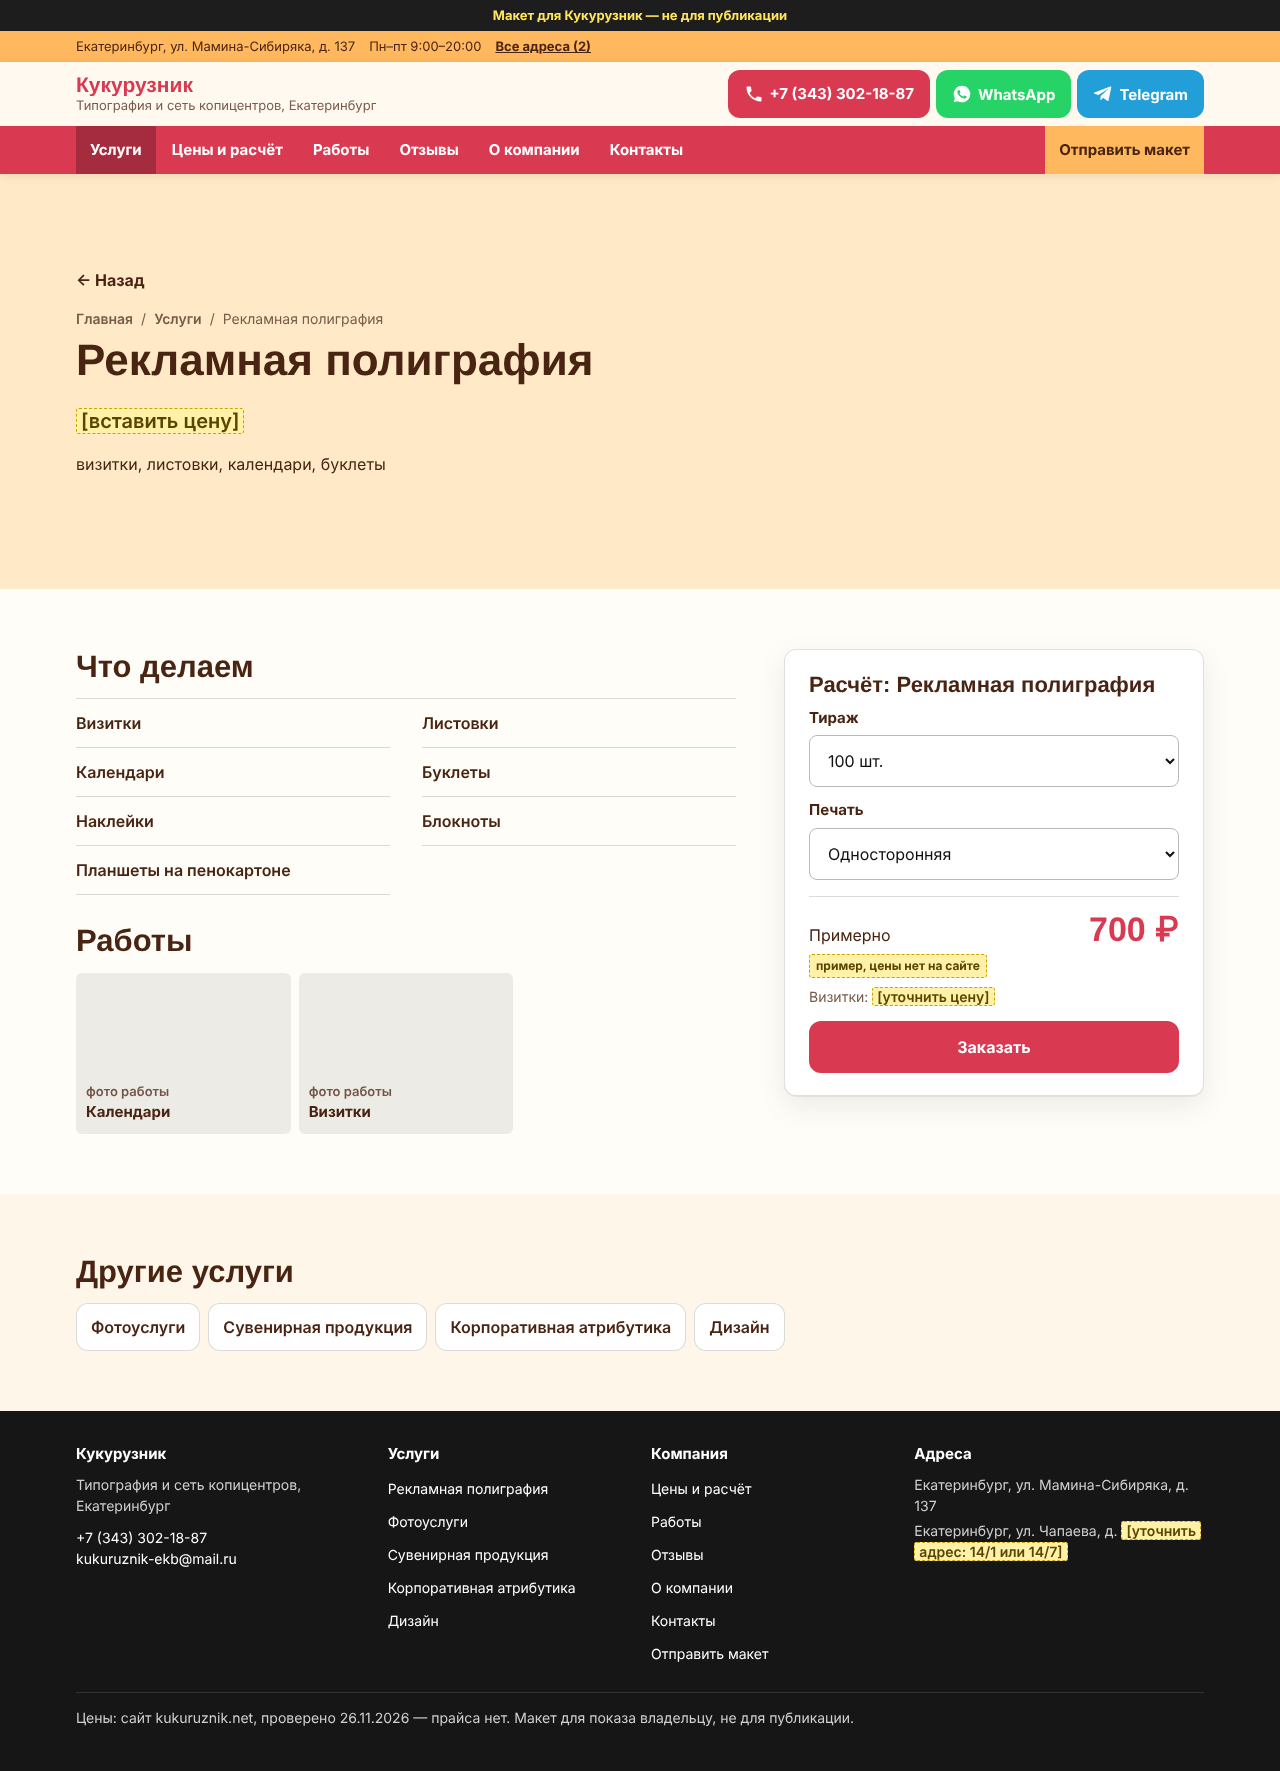 Макет для Кукурузник — не для публикации
Екатеринбург, ул. Мамина-Сибиряка, д. 137 Пн–пт 9:00–20:00 Все адреса (2)
Кукурузник
Типография и сеть копицентров, Екатеринбург
+7 (343) 302-18-87 WhatsApp Telegram
Услуги Цены и расчёт Работы Отзывы О компании Контакты Отправить макет
← Назад
Главная / Услуги / Рекламная полиграфия
Рекламная полиграфия
[вставить цену]
визитки, листовки, календари, буклеты
Что делаем
Визитки Листовки
Календари Буклеты
Наклейки Блокноты
Планшеты на пенокартоне
Работы
фото работы
Календари
фото работы
Визитки
Расчёт: Рекламная полиграфия
Тираж
100 шт.
Печать
Односторонняя
Примерно 700 ₽
пример, цены нет на сайте
Визитки: [уточнить цену]
Заказать
Другие услуги
Фотоуслуги Сувенирная продукция Корпоративная атрибутика Дизайн
Кукурузник
Типография и сеть копицентров,
Екатеринбург
+7 (343) 302-18-87
kukuruznik-ekb@mail.ru
Услуги
Рекламная полиграфия
Фотоуслуги
Сувенирная продукция
Корпоративная атрибутика
Дизайн
Компания
Цены и расчёт
Работы
Отзывы
О компании
Контакты
Отправить макет
Адреса
Екатеринбург, ул. Мамина-Сибиряка, д.
137
Екатеринбург, ул. Чапаева, д. [уточнить
адрес: 14/1 или 14/7]
Цены: сайт kukuruznik.net, проверено 26.11.2026 — прайса нет. Макет для показа владельцу, не для публикации.